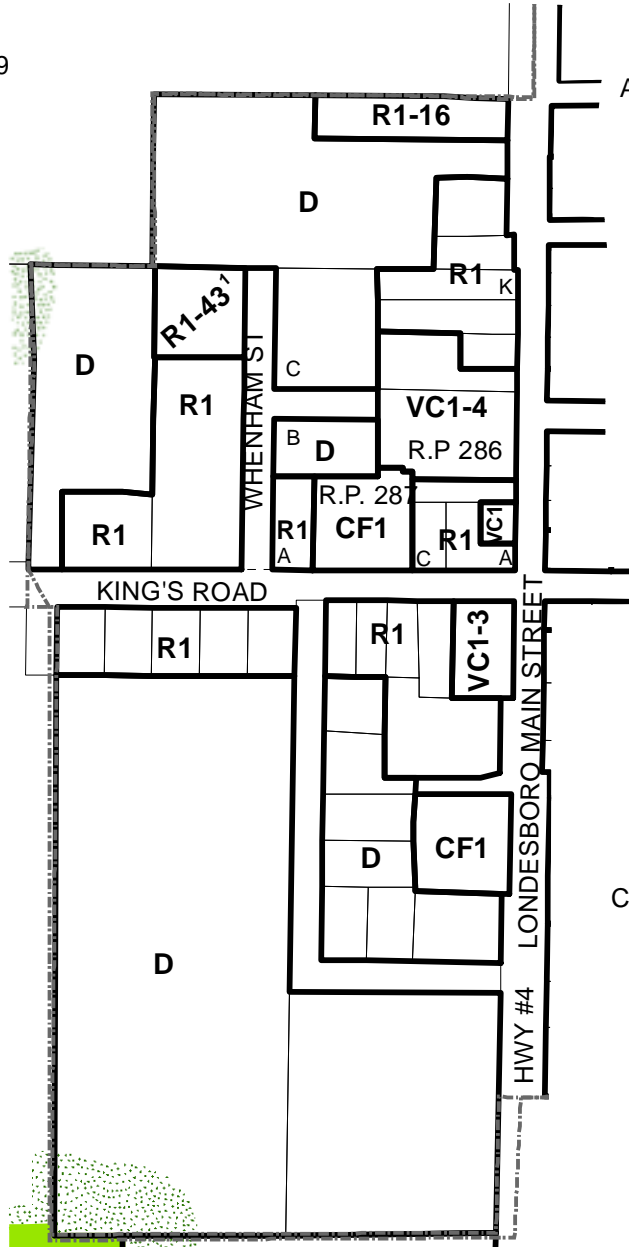 9
A
R1-16
D
R1
K
R1-43¹
D
C
R1
WHENHAM ST
VC1-4
B
D
R.P 286
R.P. 287
R1
R1
A
CF1
C
R1
VC1
A
KING'S ROAD
R1
R1
VC1-3
LONDESBORO MAIN STREET
CF1
D
C
D
HWY #4